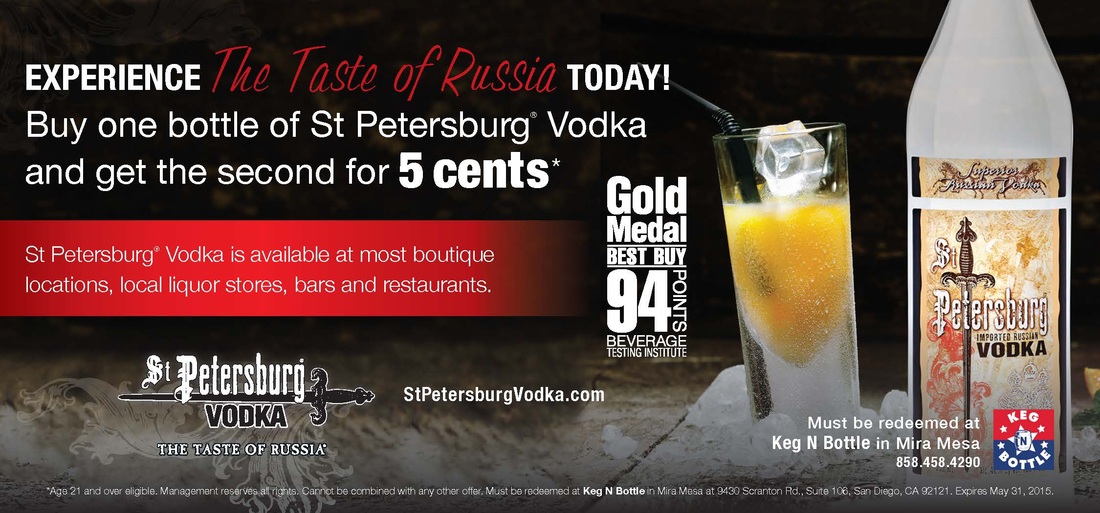 EXPERIENCE The Taste of Russia TODAY!
Buy one bottle of St Petersburg® Vodka
and get the second for 5 cents*
St Petersburg® Vodka is available at most boutique
locations, local liquor stores, bars and restaurants.
Gold
Medal
BEST BUY
94 POINTS
BEVERAGE
TESTING INSTITUTE
Superior
Russian Vodka
St
Petersburg
IMPORTED RUSSIAN
VODKA
St Petersburg
VODKA
THE TASTE OF RUSSIA
StPetersburgVodka.com
Must be redeemed at
Keg N Bottle in Mira Mesa
858.458.4290
KEG
N
BOTTLE
*Age 21 and over eligible. Management reserves all rights. Cannot be combined with any other offer. Must be redeemed at Keg N Bottle in Mira Mesa at 9430 Scranton Rd., Suite 106, San Diego, CA 92121. Expires May 31, 2015.